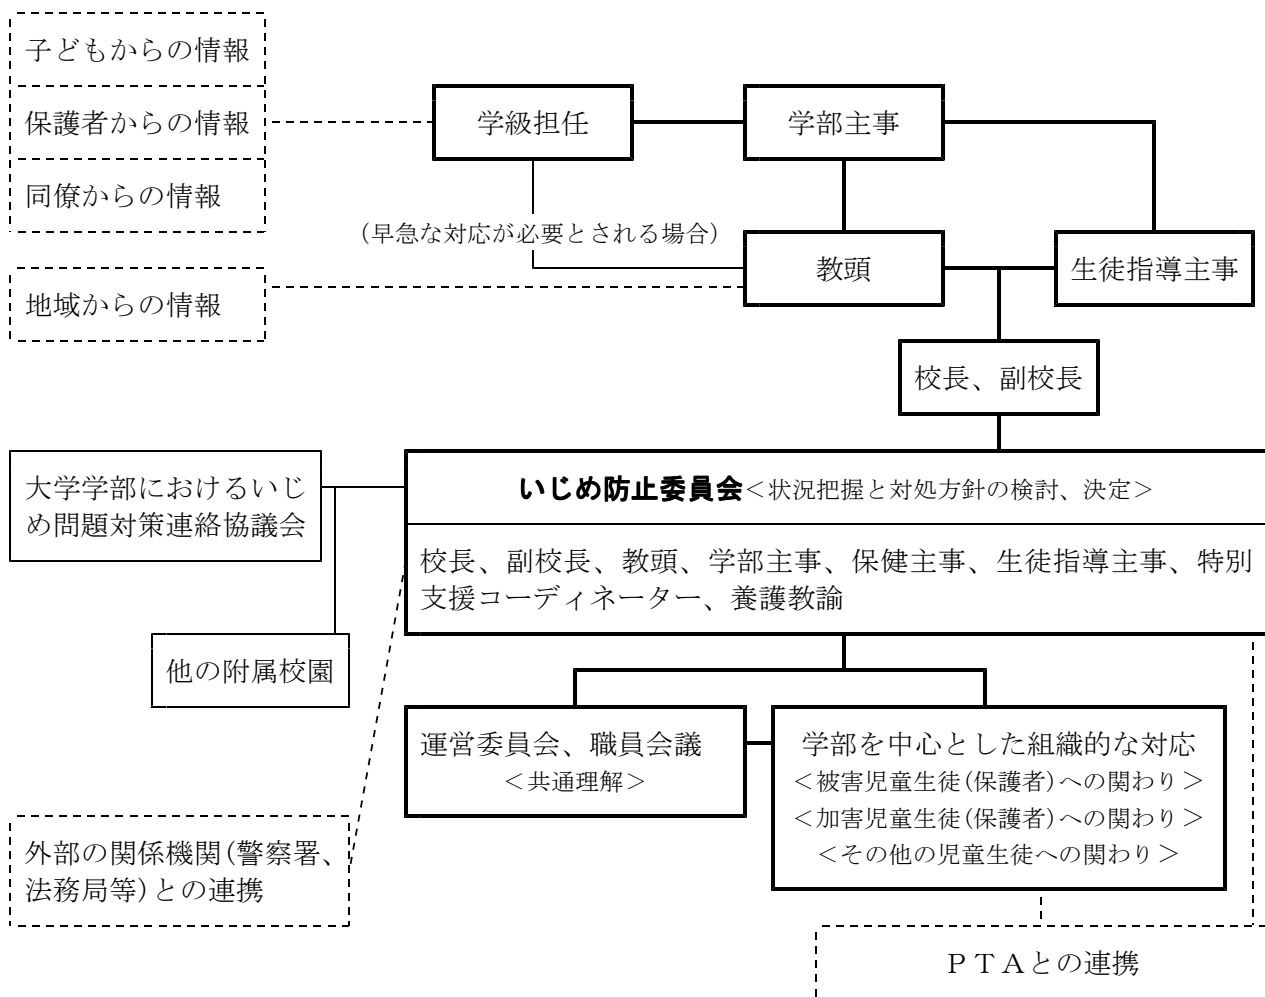 子どもからの情報
保護者からの情報
同僚からの情報
学級担任
学部主事
(早急な対応が必要とされる場合)
地域からの情報
教頭
生徒指導主事
校長、副校長
大学学部におけるいじ
め問題対策連絡協議会
いじめ防止委員会＜状況把握と対処方針の検討、決定＞
校長、副校長、教頭、学部主事、保健主事、生徒指導主事、特別
支援コーディネーター、養護教諭
他の附属校園
運営委員会、職員会議
＜共通理解＞
学部を中心とした組織的な対応
＜被害児童生徒(保護者)への関わり＞
＜加害児童生徒(保護者)への関わり＞
＜その他の児童生徒への関わり＞
外部の関係機関(警察署、
法務局等)との連携
ＰＴＡとの連携